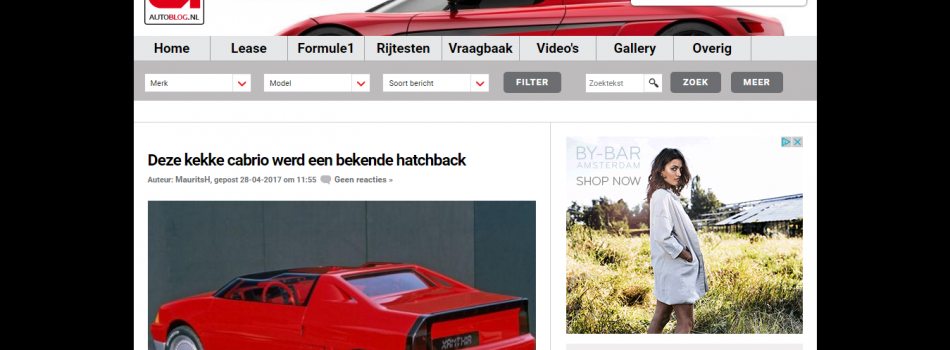 AUTOBLOG.NL
Home Lease Formule1 Rijtesten Vraagbaak Video's Gallery Overig
Merk Model Soort bericht FILTER Zoektekst ZOEK MEER
Deze kekke cabrio werd een bekende hatchback
Auteur: MauritsH, gepost 28-04-2017 om 11:55 Geen reacties »
BY-BAR
AMSTERDAM
SHOP NOW
XANTHIA